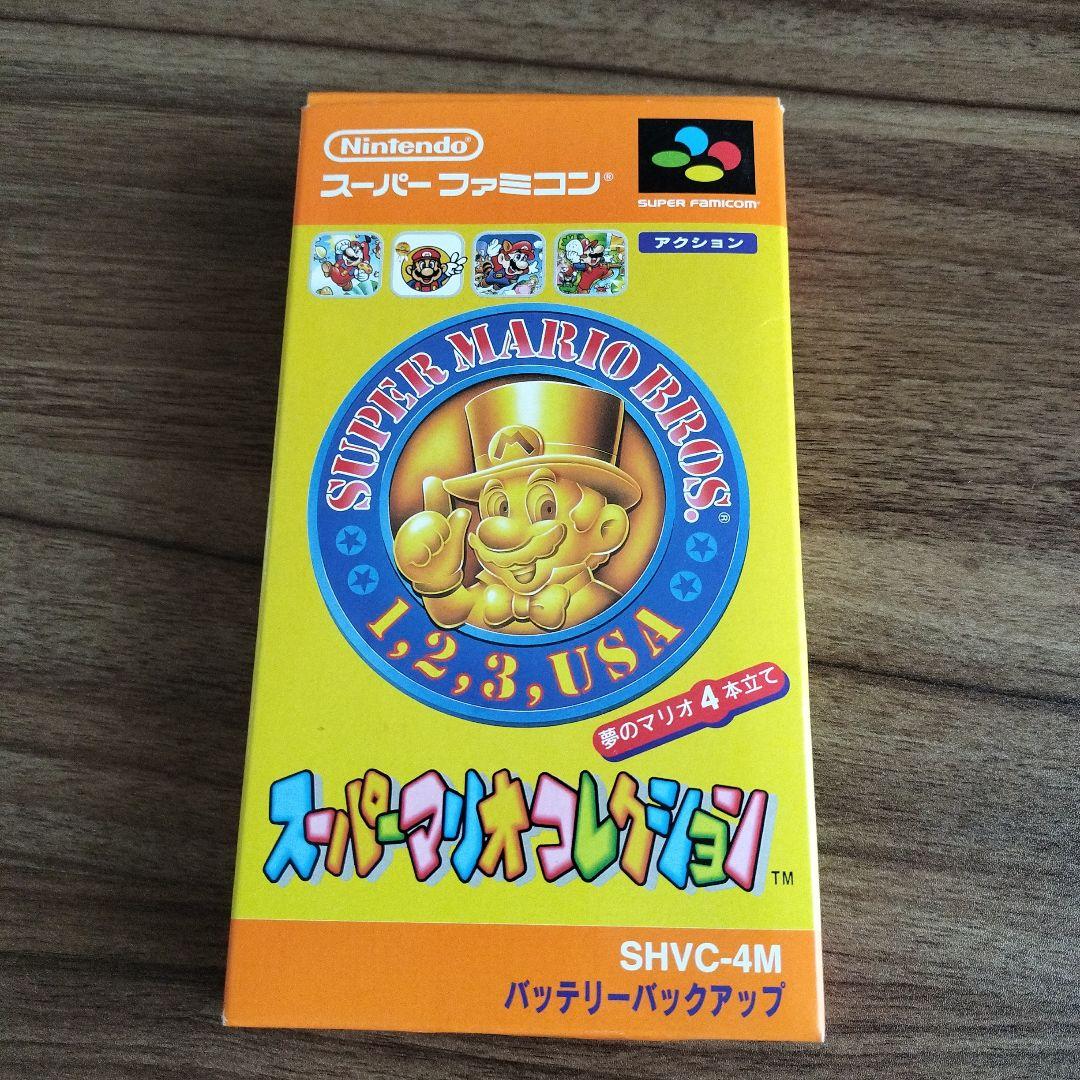 Nintendo®
スーパーファミコン®
SUPER FAMICOM™
アクション
SUPER MARIO BROS.®
M
1, 2, 3, USA
夢のマリオ4本立て
スーパーマリオコレクション™
SHVC-4M
バッテリーバックアップ